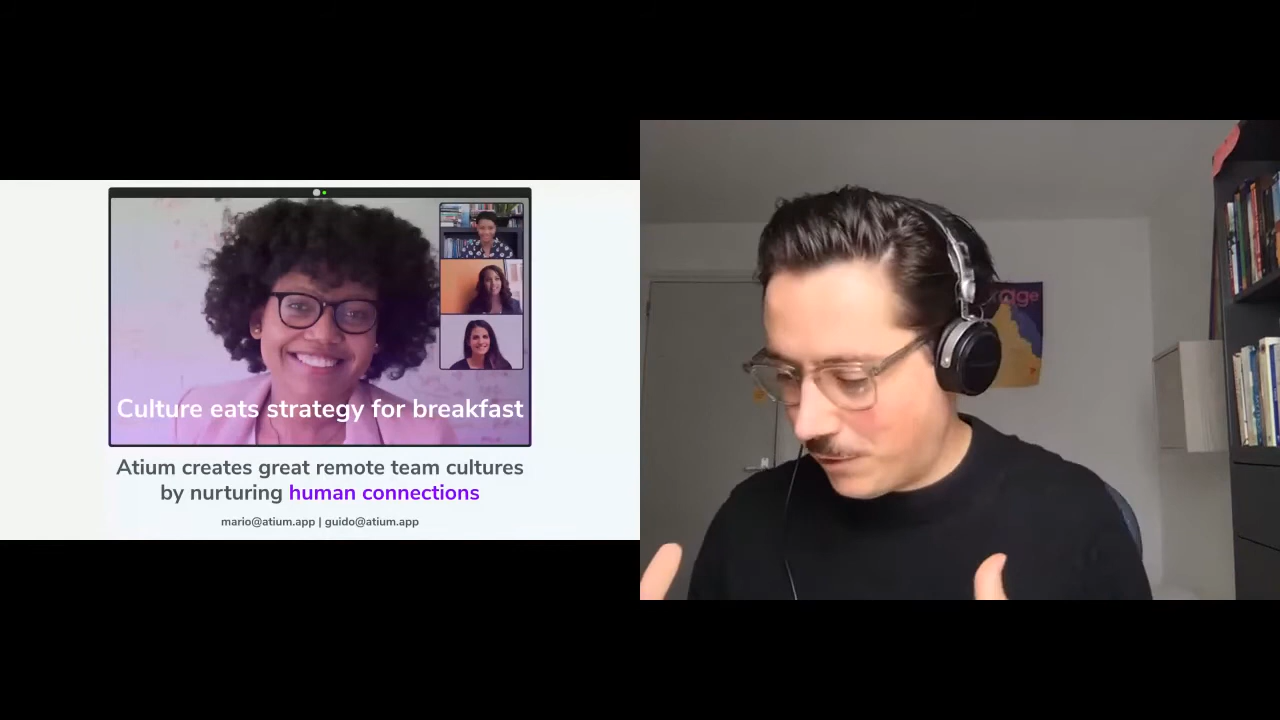 Culture eats strategy for breakfast
Atium creates great remote team cultures
by nurturing human connections
mario@atium.app | guido@atium.app